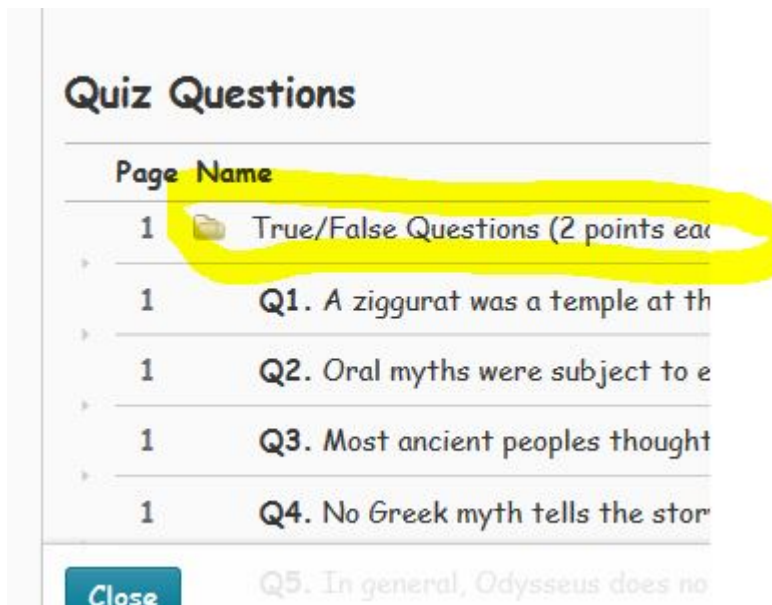 Quiz Questions
Page Name
1 True/False Questions (2 points eac
1 Q1. A ziggurat was a temple at th
1 Q2. Oral myths were subject to e
1 Q3. Most ancient peoples thought
1 Q4. No Greek myth tells the stor
Q5. In general, Odysseus does no
Close